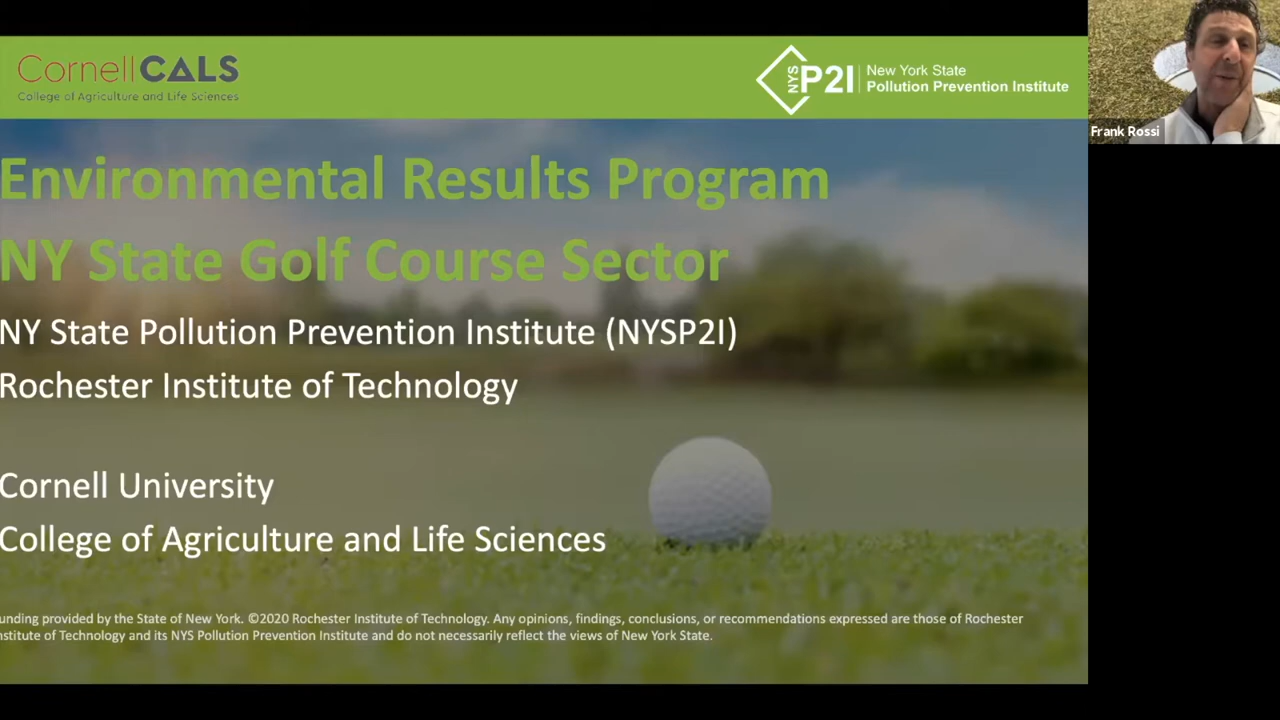 CornellCALS
College of Agriculture and Life Sciences
NYS P2I
New York State
Pollution Prevention Institute
Frank Rossi
Environmental Results Program
NY State Golf Course Sector
NY State Pollution Prevention Institute (NYSP2I)
Rochester Institute of Technology
Cornell University
College of Agriculture and Life Sciences
unding provided by the State of New York. ©2020 Rochester Institute of Technology. Any opinions, findings, conclusions, or recommendations expressed are those of Rochester
nstitute of Technology and its NYS Pollution Prevention Institute and do not necessarily reflect the views of New York State.